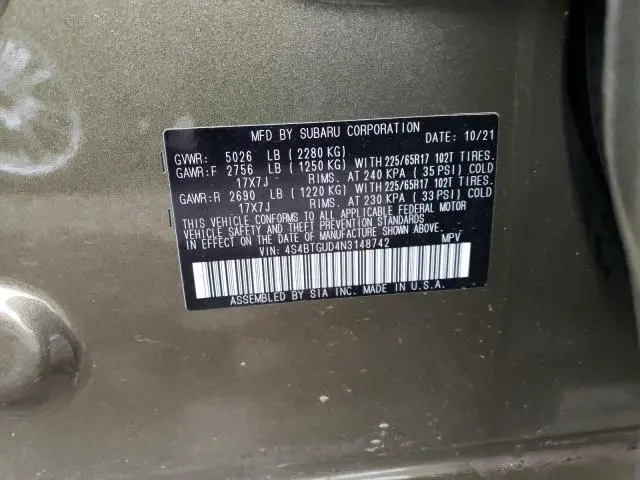 MFD BY SUBARU CORPORATION DATE: 10/21
GVWR: 5026 LB (2280 KG)
GAWR:F 2756 LB (1250 KG) WITH 225/65R17 102T TIRES.
17X7J RIMS. AT 240 KPA (35 PSI) COLD
GAWR:R 2690 LB (1220 KG) WITH 225/65R17 102T TIRES.
17X7J RIMS. AT 230 KPA (33 PSI) COLD
THIS VEHICLE CONFORMS TO ALL APPLICABLE FEDERAL MOTOR
VEHICLE SAFETY AND THEFT PREVENTION STANDARDS
IN EFFECT ON THE DATE OF MANUFACTURE SHOWN ABOVE.
VIN: 4S4BTGUD4N3148742 MPV
ASSEMBLED BY SIA INC. MADE IN U.S.A.